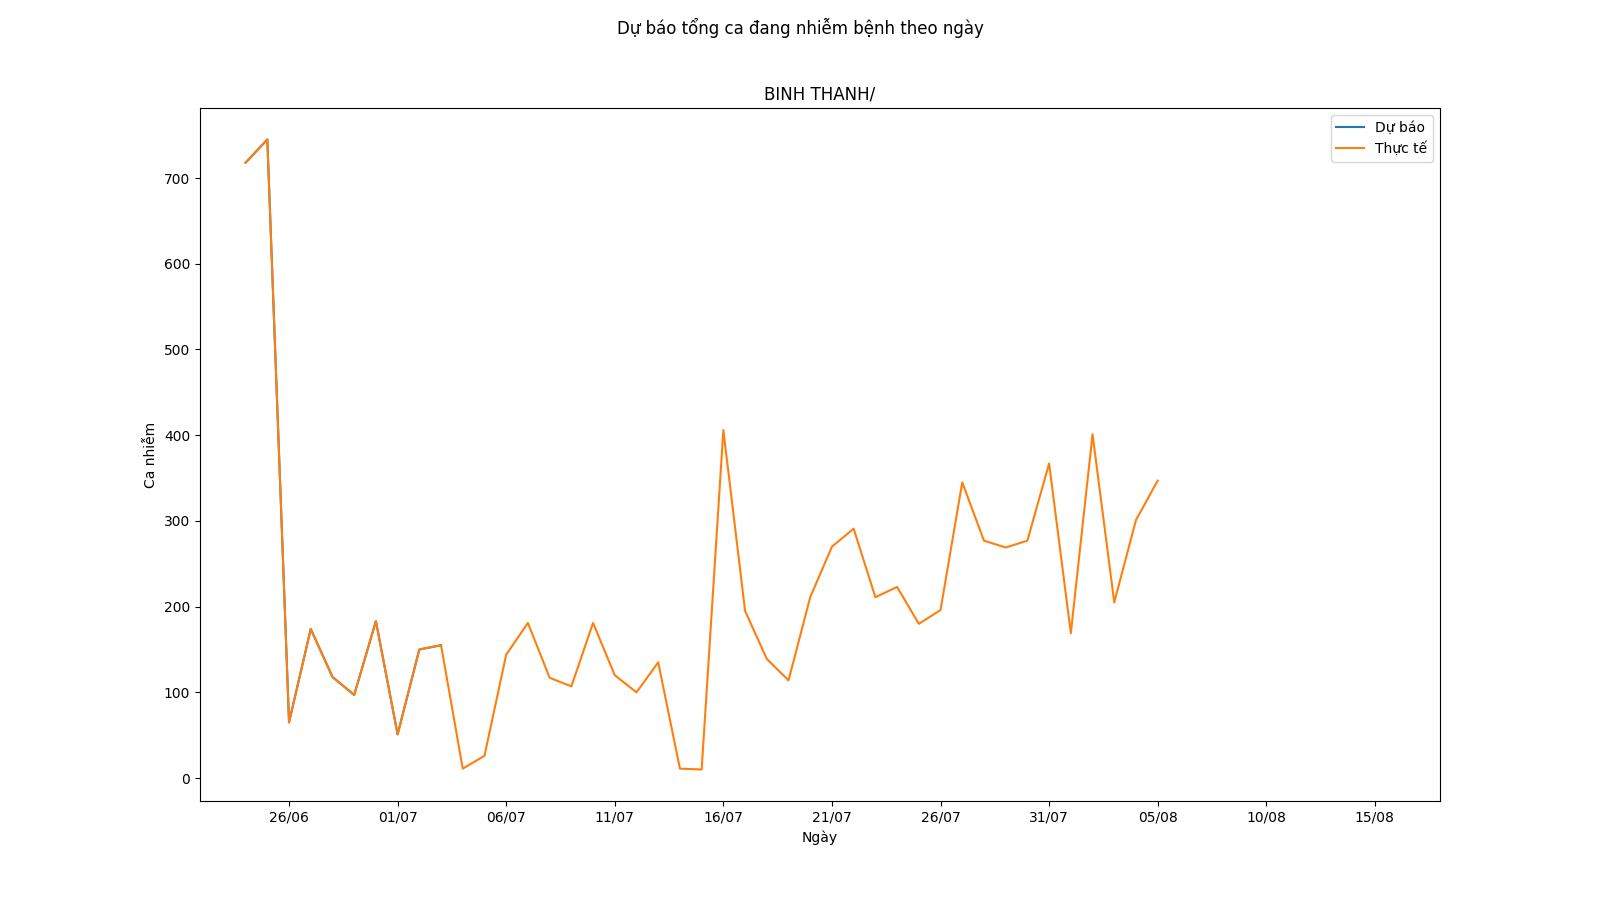 Dự báo tổng ca đang nhiễm bệnh theo ngày
BINH THANH/
Dự báo
Thực tế
700
600
500
400
300
200
100
0
Ca nhiễm
26/06 01/07 06/07 11/07 16/07 21/07 26/07 31/07 05/08 10/08 15/08
Ngày